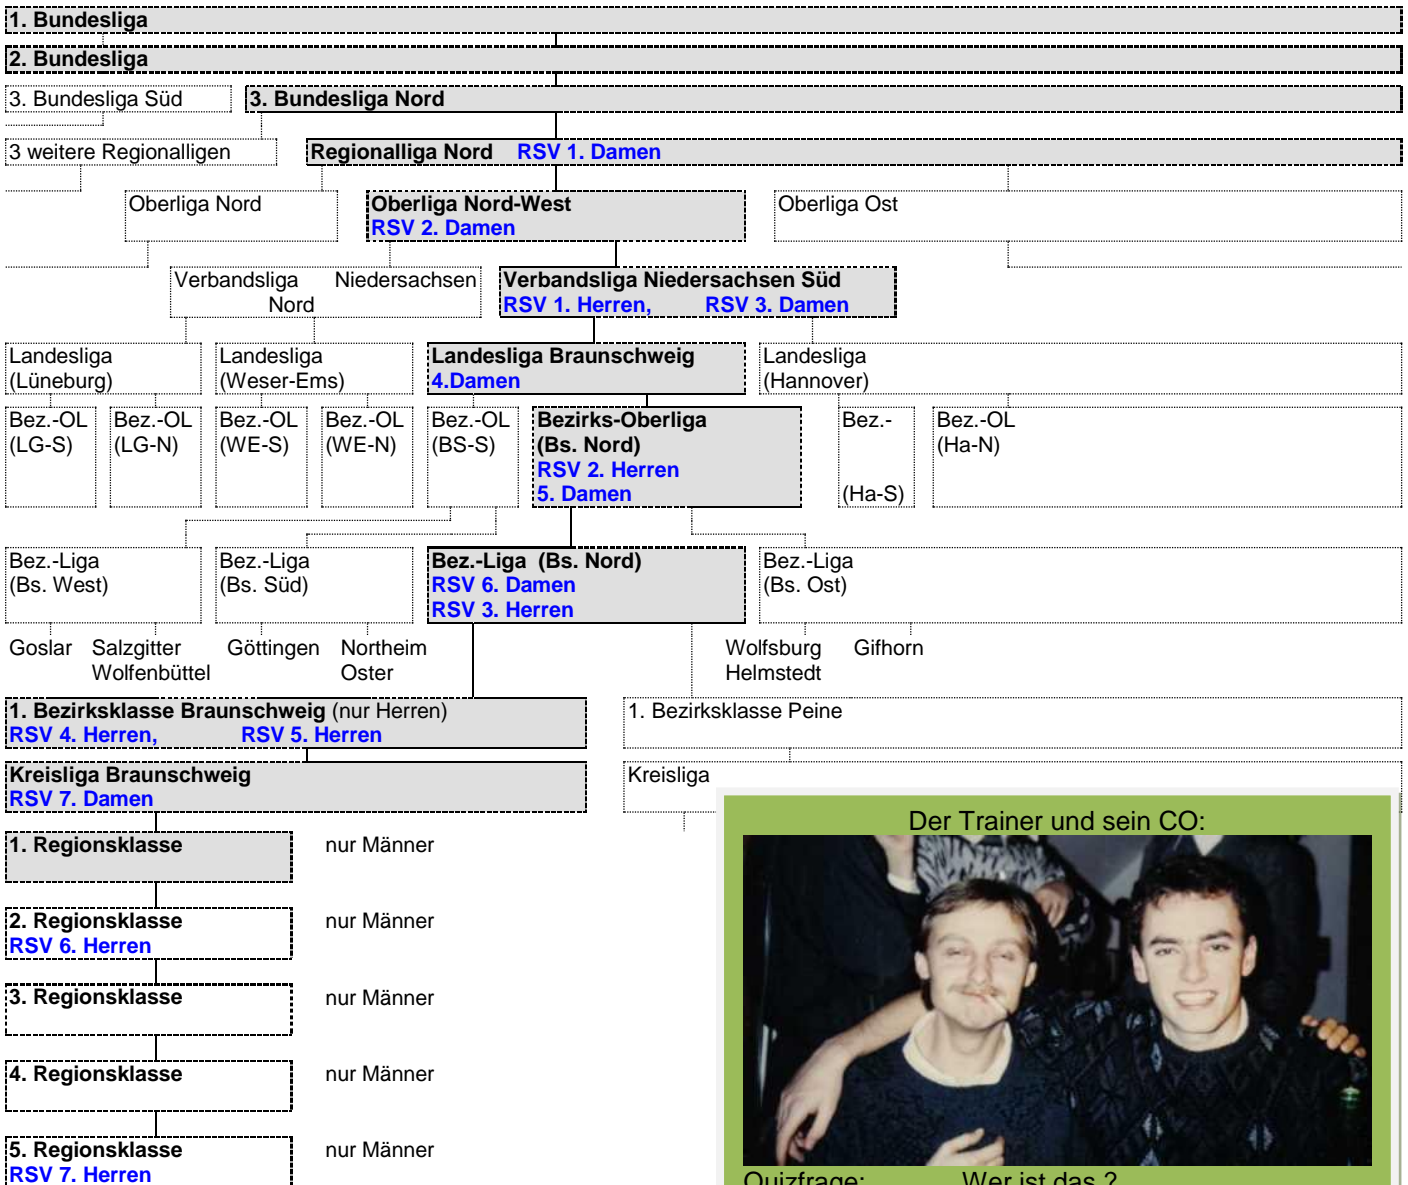 1. Bundesliga
2. Bundesliga
3. Bundesliga Süd 3. Bundesliga Nord
3 weitere Regionalligen Regionalliga Nord RSV 1. Damen
Oberliga Nord Oberliga Nord-West Oberliga Ost
RSV 2. Damen
Verbandsliga Niedersachsen Verbandsliga Niedersachsen Süd
Nord RSV 1. Herren, RSV 3. Damen
Landesliga Landesliga Landesliga Braunschweig Landesliga
(Lüneburg) (Weser-Ems) 4.Damen (Hannover)
Bez.-OL Bez.-OL Bez.-OL Bez.-OL Bez.-OL Bezirks-Oberliga Bez.- Bez.-OL
(LG-S) (LG-N) (WE-S) (WE-N) (BS-S) (Bs. Nord) (Ha-N)
RSV 2. Herren
5. Damen (Ha-S)
Bez.-Liga Bez.-Liga Bez.-Liga (Bs. Nord) Bez.-Liga
(Bs. West) (Bs. Süd) RSV 6. Damen (Bs. Ost)
RSV 3. Herren
Goslar Salzgitter Göttingen Northeim Wolfsburg Gifhorn
Wolfenbüttel Oster Helmstedt
1. Bezirksklasse Braunschweig (nur Herren) 1. Bezirksklasse Peine
RSV 4. Herren, RSV 5. Herren
Kreisliga Braunschweig Kreisliga
RSV 7. Damen
Der Trainer und sein CO:
1. Regionsklasse nur Männer
2. Regionsklasse nur Männer
RSV 6. Herren
3. Regionsklasse nur Männer
4. Regionsklasse nur Männer
5. Regionsklasse nur Männer
RSV 7. Herren
Quizfrage: Wer ist das ?